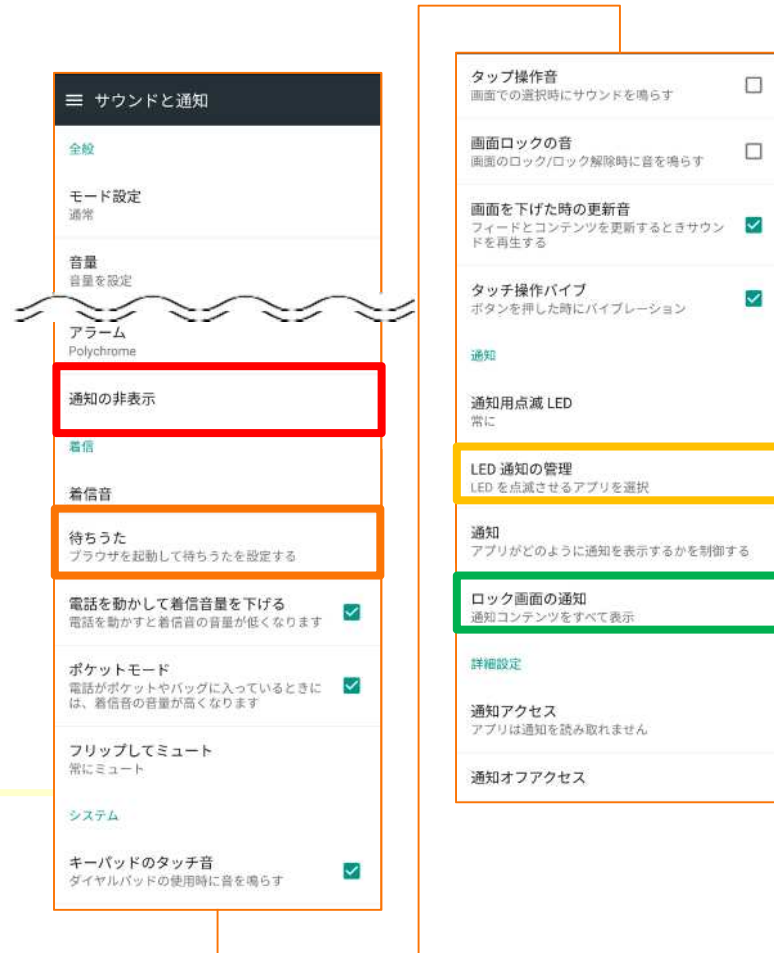 サウンドと通知
全般
モード設定
通常
音量
音量を設定
アラーム
Polychrome
通知の非表示
着信
着信音
待ちうた
ブラウザを起動して待ちうたを設定する
電話を動かして着信音量を下げる
電話を動かすと着信音の音量が低くなります
ポケットモード
電話がポケットやバッグに入っているときに
は、着信音の音量が高くなります
フリップしてミュート
常にミュート
システム
キーパッドのタッチ音
ダイヤルパッドの使用時に音を鳴らす
タップ操作音
画面での選択時にサウンドを鳴らす
画面ロックの音
画面のロック/ロック解除時に音を鳴らす
画面を下げた時の更新音
フィードとコンテンツを更新するときサウン
ドを再生する
タッチ操作バイブ
ボタンを押した時にバイブレーション
通知
通知用点滅 LED
常に
LED 通知の管理
LED を点滅させるアプリを選択
通知
アプリがどのように通知を表示するかを制御する
ロック画面の通知
通知コンテンツをすべて表示
詳細設定
通知アクセス
アプリは通知を読み取れません
通知オフアクセス